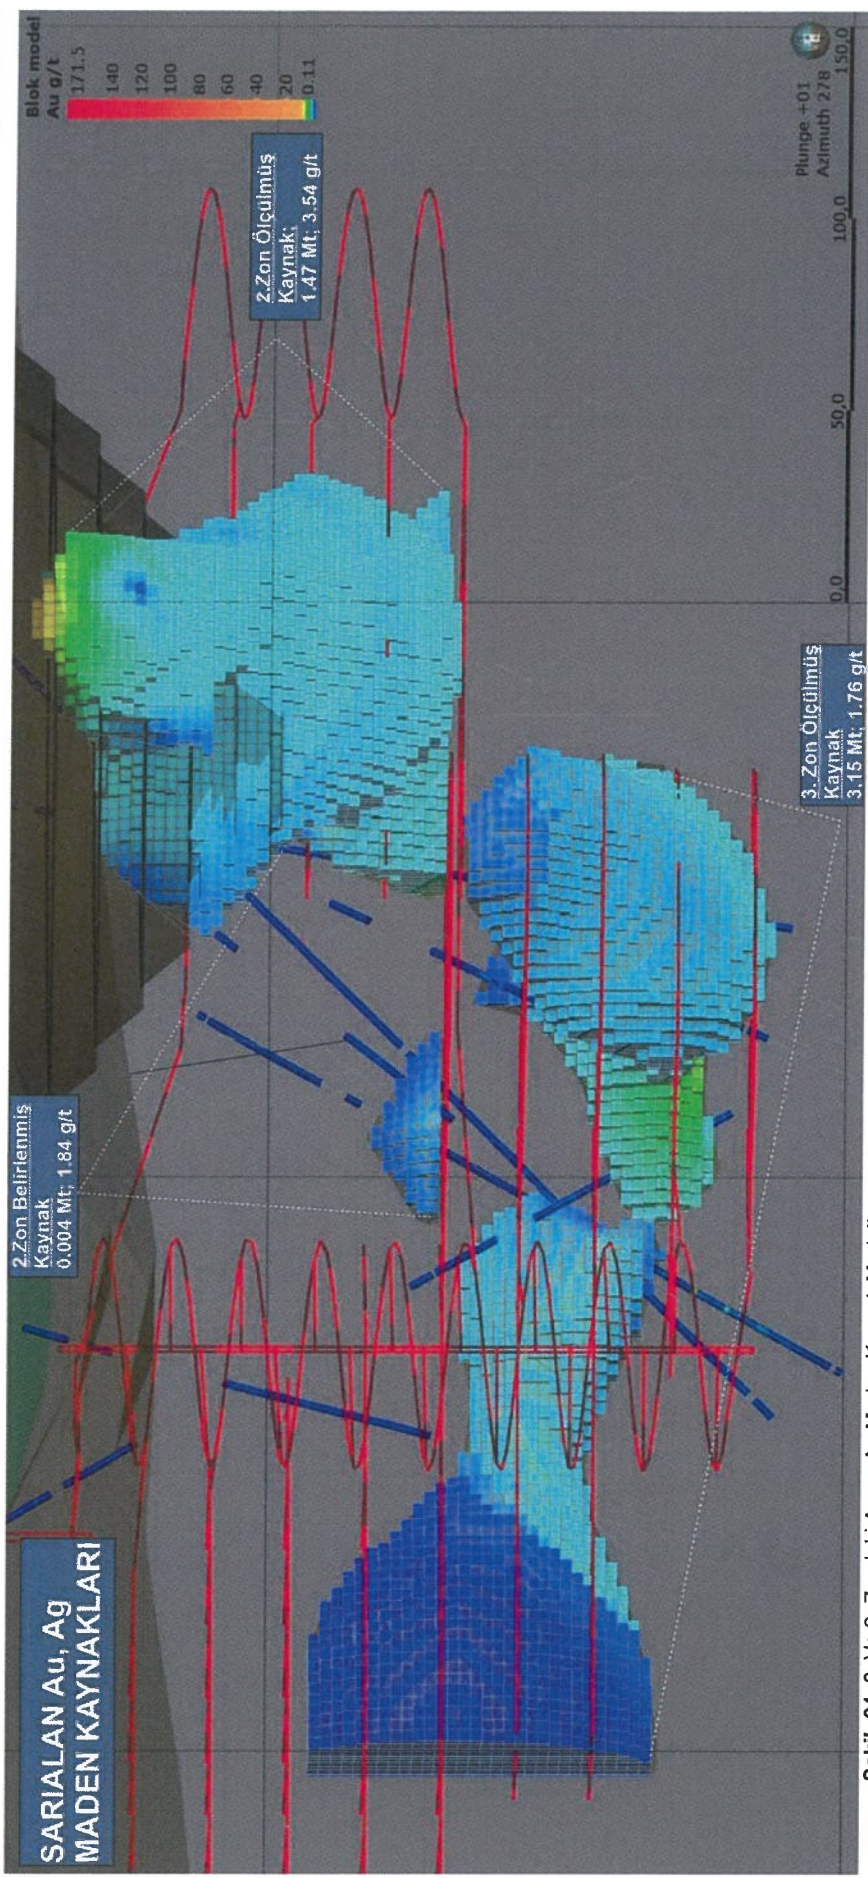 SARIALAN Au, Ag
MADEN KAYNAKLARI
2.Zon Belirlenmiş
Kaynak
0.004 Mt; 1.84 g/t
2.Zon Ölçülmüş
Kaynak;
1.47 Mt; 3.54 g/t
Blok model
Au g/t
171.5
140
120
100
80
60
40
20
0.11
3. Zon Ölçülmüş
Kaynak
3.15 Mt; 1.76 g/t
Plunge +01
Azimuth 278
0,0
50,0
100,0
150,0